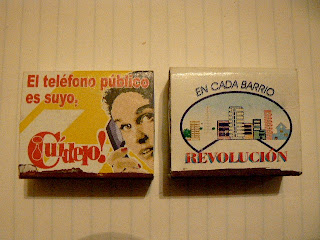 El teléfono público
es suyo,
Cuídelo!
EN CADA BARRIO
REVOLUCIÓN